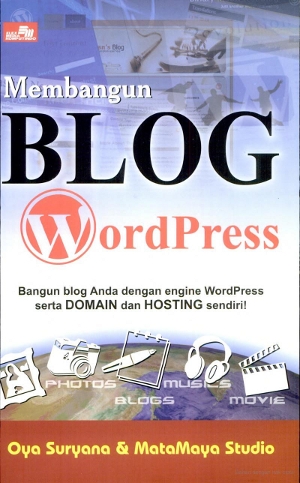 Membangun
BLOG
WordPress
Bangun blog Anda dengan engine WordPress
serta DOMAIN dan HOSTING sendiri!
PHOTOS
MUSICS
BLOGS
MOVIE
Oya Suryana & MataMaya Studio